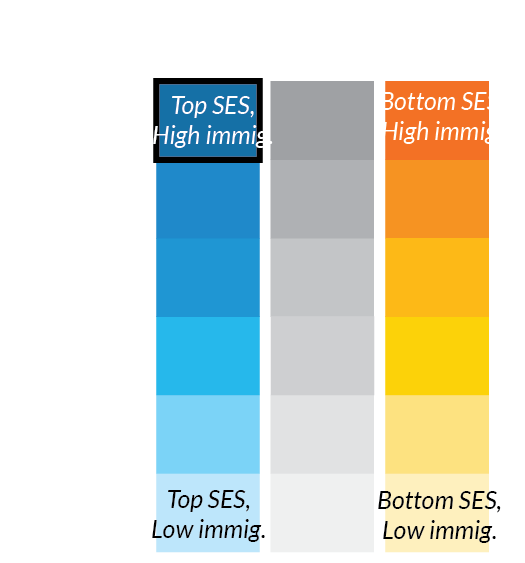 Top SES,
High immig.
Bottom SES,
High immig.
Top SES,
Low immig.
Bottom SES,
Low immig.